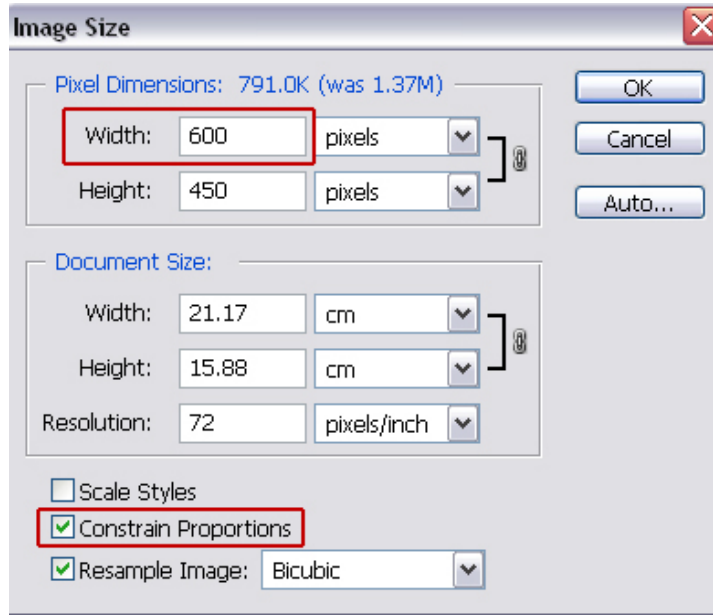 Image Size
Pixel Dimensions: 791.0K (was 1.37M)
OK
Width: 600 pixels
Cancel
Height: 450 pixels
Auto...
Document Size:
Width: 21.17 cm
Height: 15.88 cm
Resolution: 72 pixels/inch
Scale Styles
Constrain Proportions
Resample Image: Bicubic